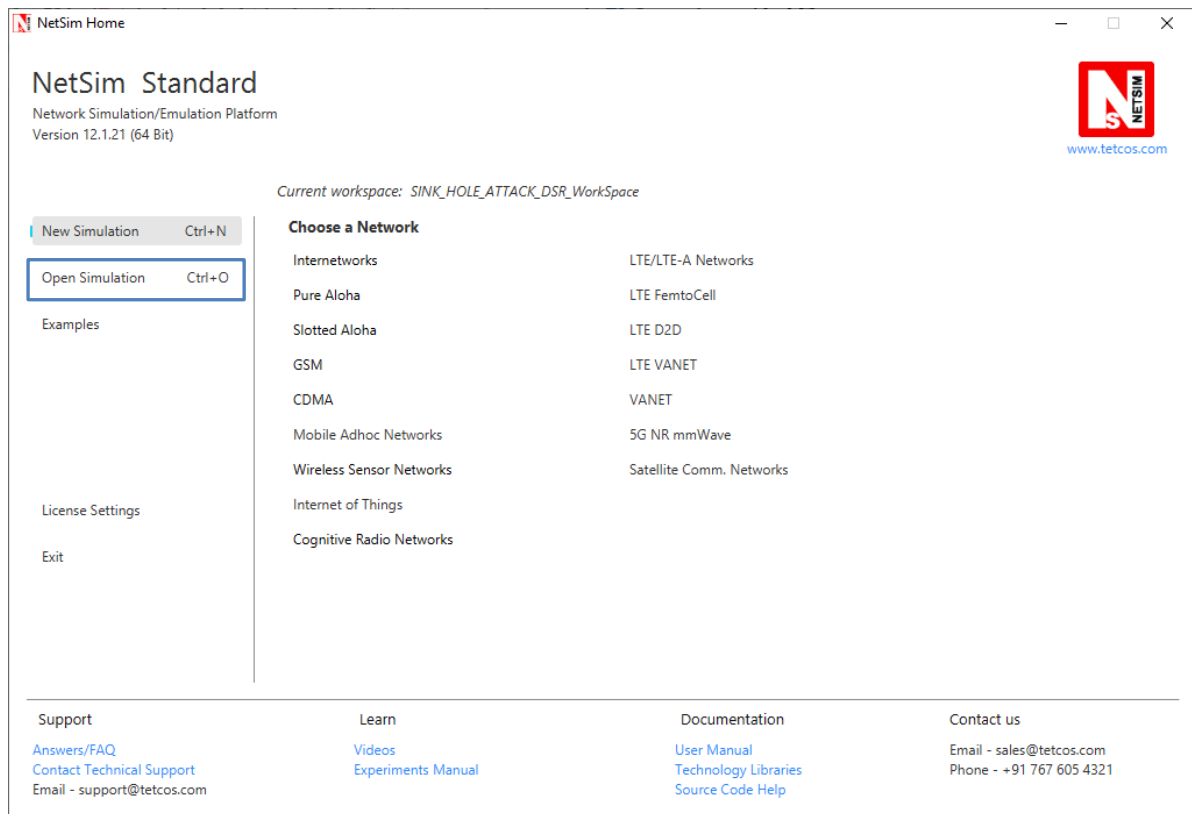 NetSim Home
NetSim Standard
Network Simulation/Emulation Platform
Version 12.1.21 (64 Bit)
NETSIM
www.tetcos.com
Current workspace: SINK_HOLE_ATTACK_DSR_WorkSpace
New Simulation Ctrl+N
Open Simulation Ctrl+O
Examples
License Settings
Exit
Choose a Network
Internetworks
Pure Aloha
Slotted Aloha
GSM
CDMA
Mobile Adhoc Networks
Wireless Sensor Networks
Internet of Things
Cognitive Radio Networks
LTE/LTE-A Networks
LTE FemtoCell
LTE D2D
LTE VANET
VANET
5G NR mmWave
Satellite Comm. Networks
Support
Answers/FAQ
Contact Technical Support
Email - support@tetcos.com
Learn
Videos
Experiments Manual
Documentation
User Manual
Technology Libraries
Source Code Help
Contact us
Email - sales@tetcos.com
Phone - +91 767 605 4321